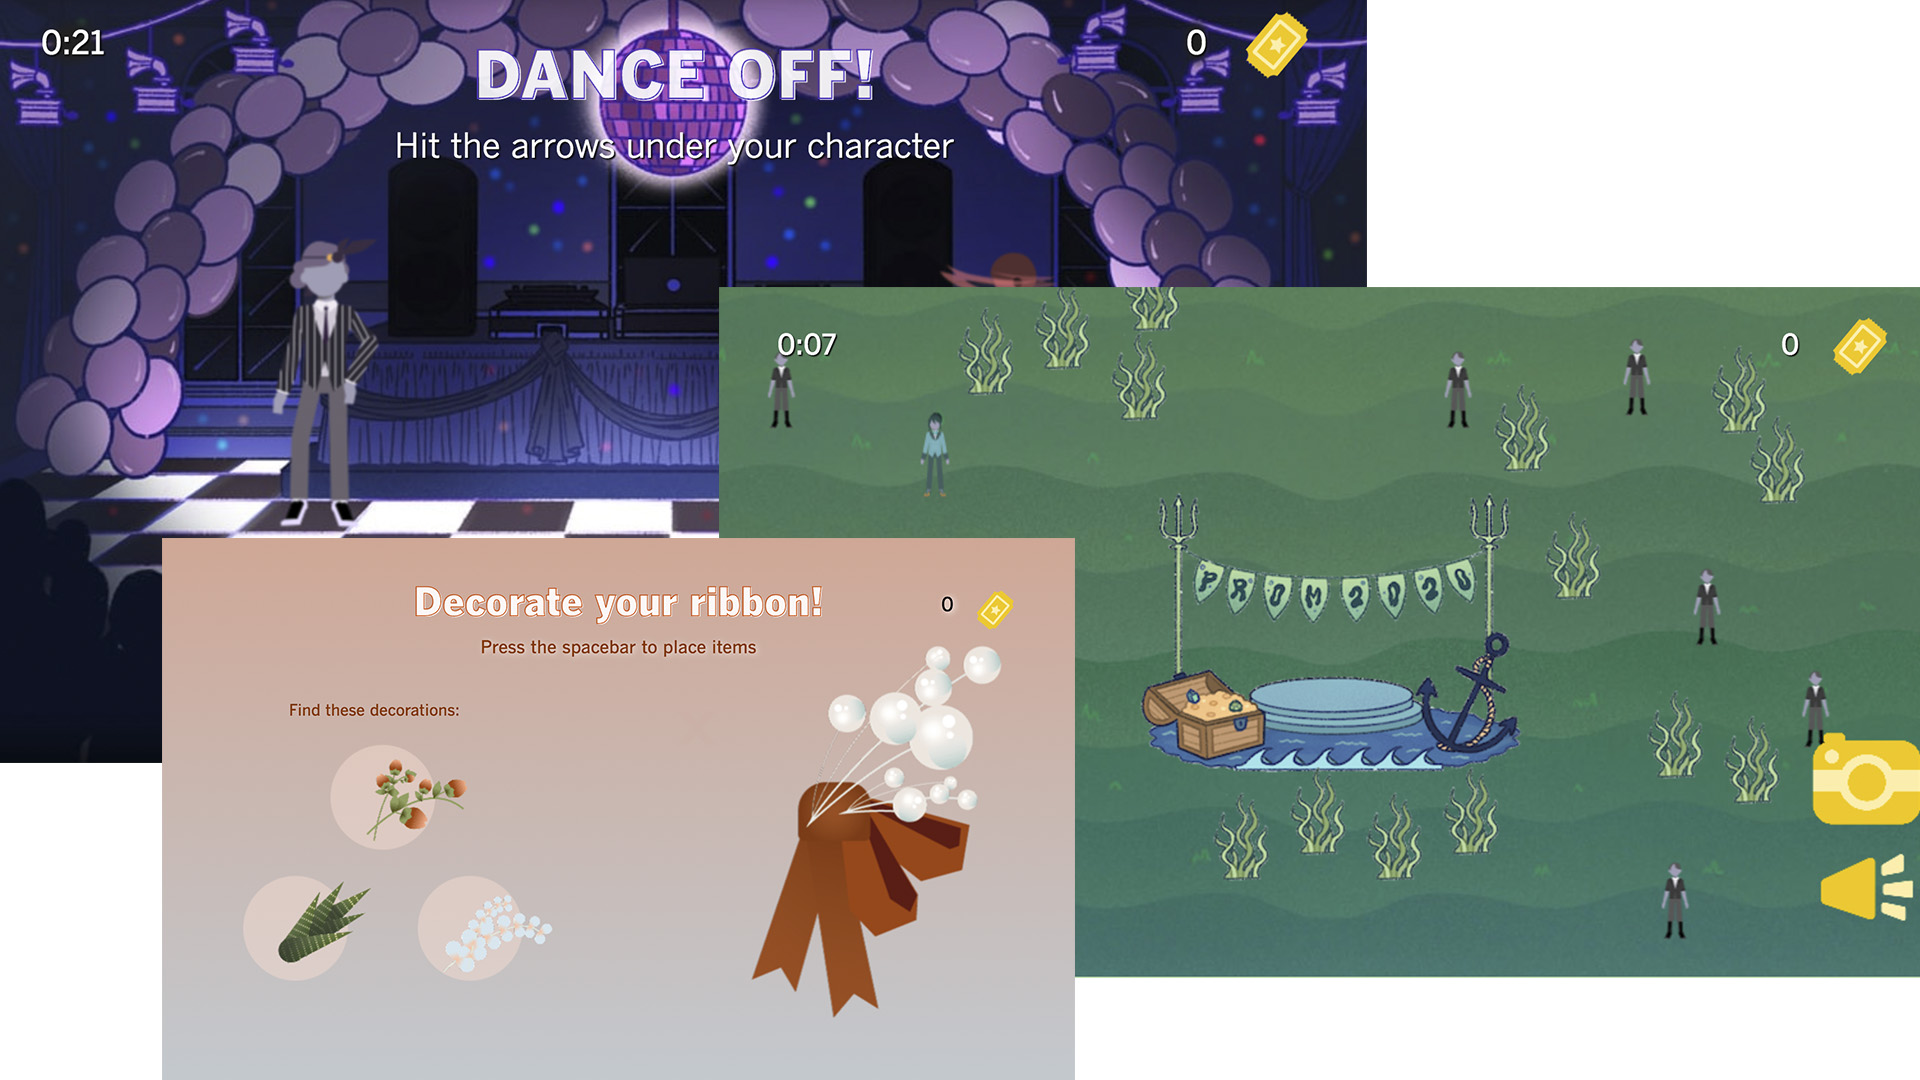 0:21
DANCE OFF!
0
Hit the arrows under your character
0:07
0
PROM 2020
Decorate your ribbon!
0
Press the spacebar to place items
Find these decorations: